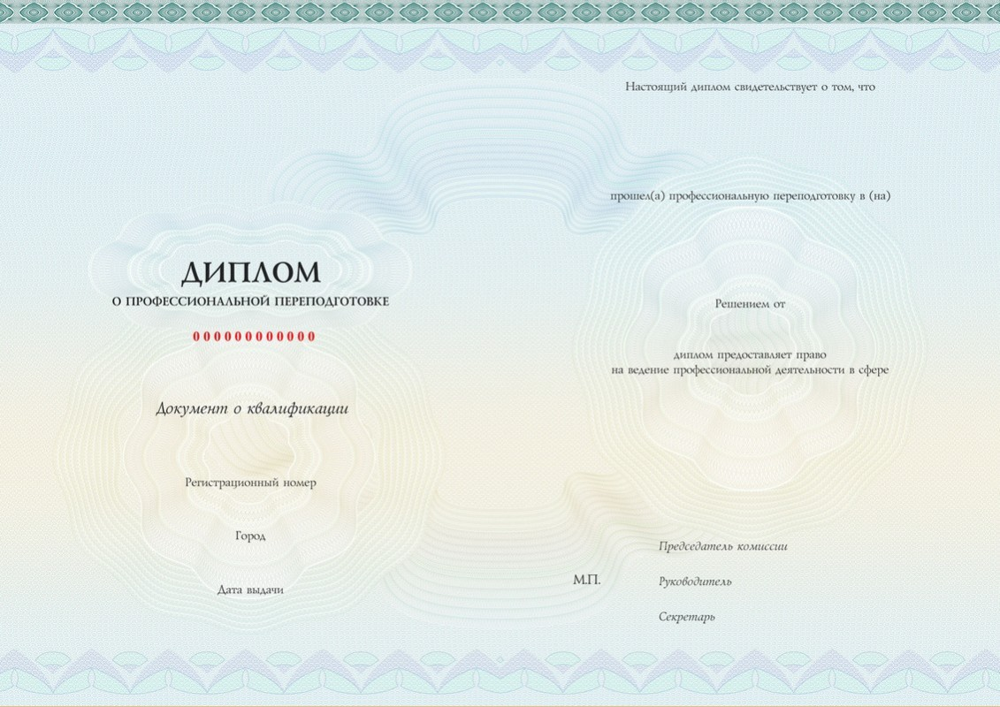 ДИПЛОМ
О ПРОФЕССИОНАЛЬНОЙ ПЕРЕПОДГОТОВКЕ
000000000000
Документ о квалификации
Регистрационный номер
Город
Дата выдачи
Настоящий диплом свидетельствует о том, что
прошел(а) профессиональную переподготовку в (на)
Решением от
диплом предоставляет право
на ведение профессиональной деятельности в сфере
М.П.
Председатель комиссии
Руководитель
Секретарь